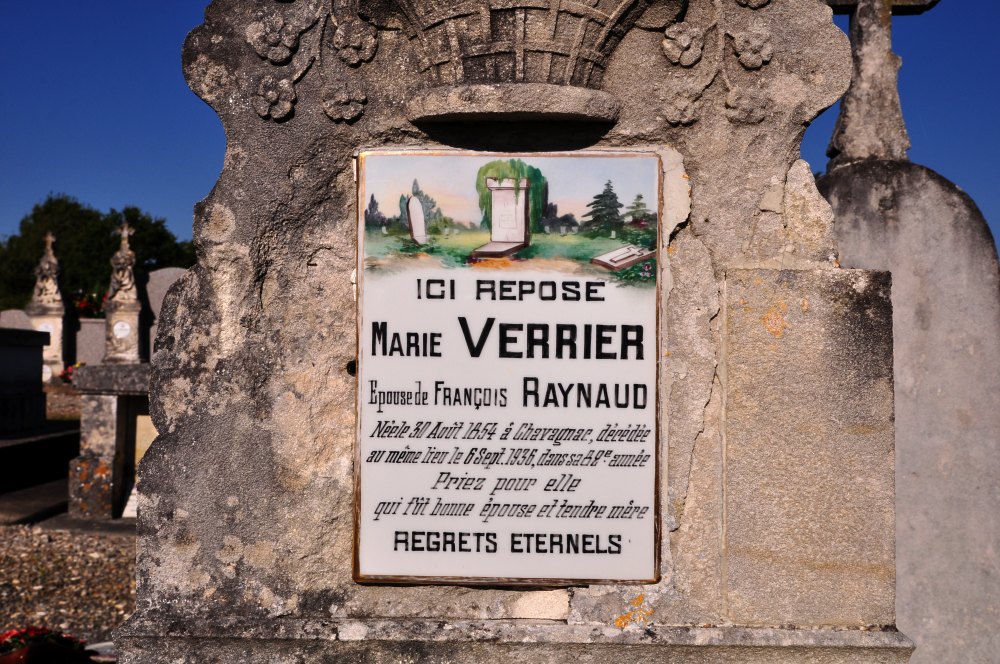 ICI REPOSE
MARIE VERRIER
Epouse de FRANÇOIS RAYNAUD
Née le 30 Août 1854 à Chavagnac, décédée
au même lieu le 6 Sept. 1936, dans sa 82e année
Priez pour elle
qui fût bonne épouse et tendre mère
REGRETS ETERNELS